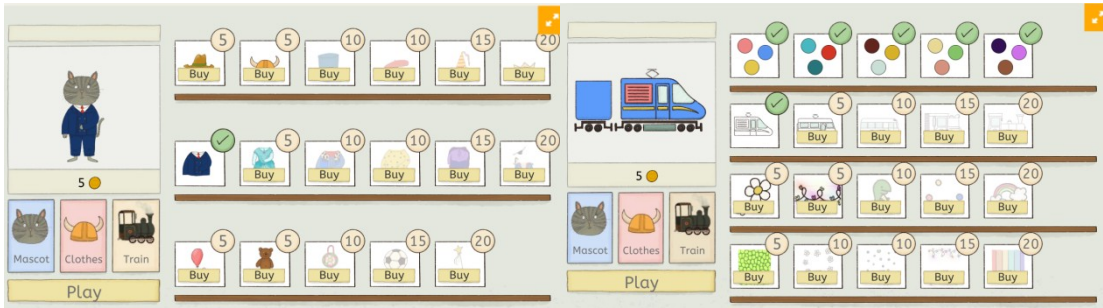 5 5 10 10 15 20
Buy Buy Buy Buy Buy Buy
5 10 10 15 20
Buy Buy Buy Buy Buy
5
Mascot Clothes Train
5 5 10 15 20
Buy Buy Buy Buy Buy
Play
5 10 15 20
Buy Buy Buy Buy
5
5 5 10 15 20
Buy Buy Buy Buy Buy
Mascot Clothes Train
5 10 10 15 20
Buy Buy Buy Buy Buy
Play